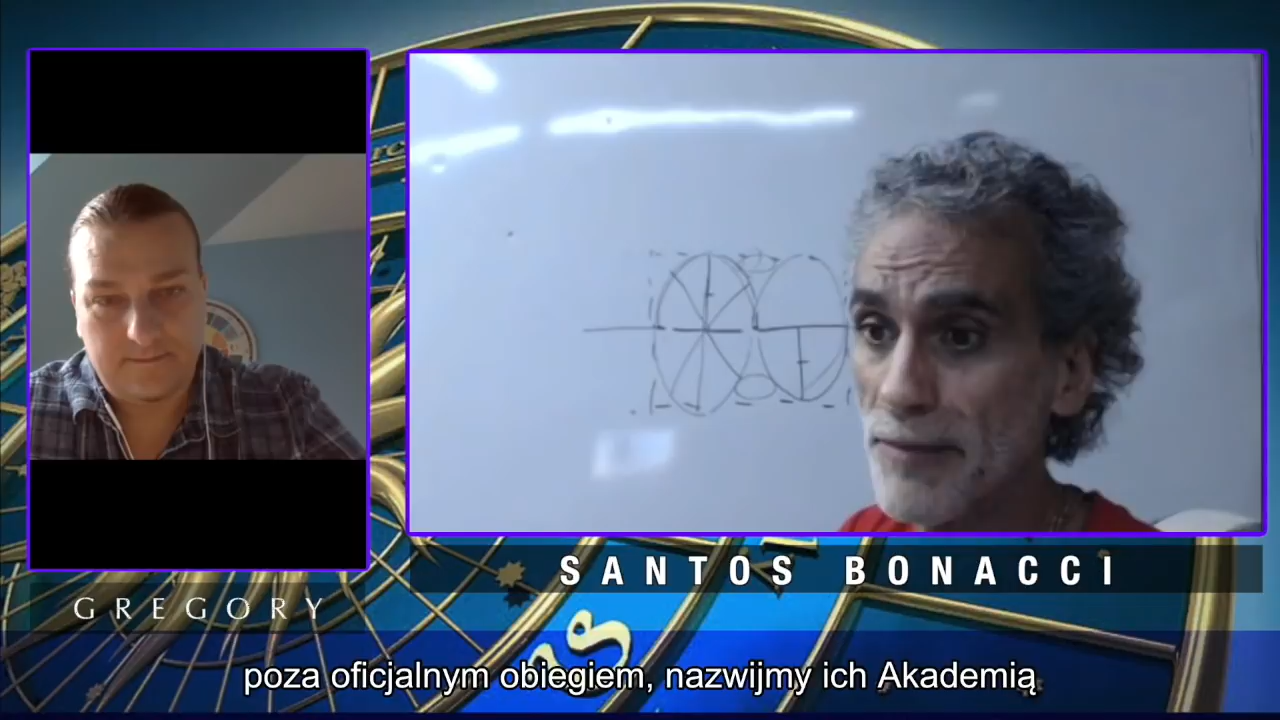 SANTOS BONACCI
GREGORY
poza oficjalnym obiegiem, nazwijmy ich Akademią